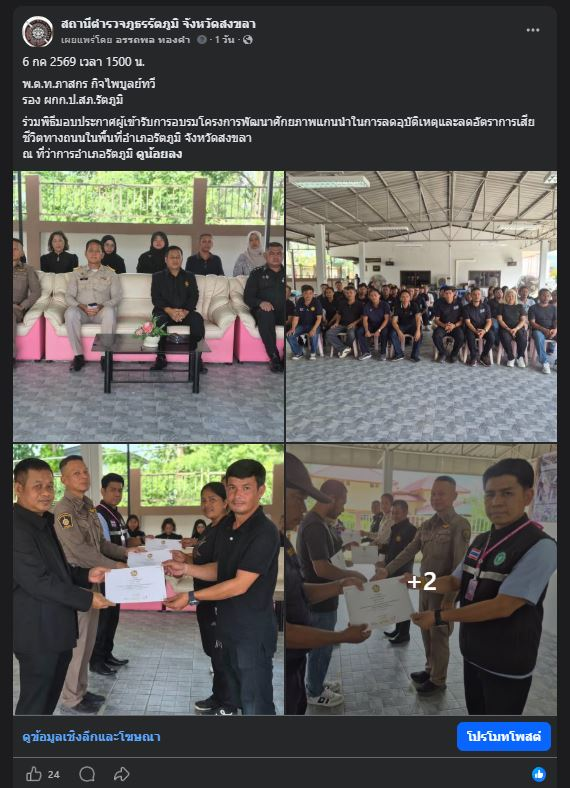 สถานีตำรวจภูธรรัตภูมิ จังหวัดสงขลา
เผยแพร่โดย อรรถพล ทองคำ · 1 วัน ·
6 กค 2569 เวลา 1500 น.
พ.ต.ท.ภาสกร กิจไพบูลย์ทวี
รอง ผกก.ป.สภ.รัตภูมิ
ร่วมพิธีมอบประกาศผู้เข้ารับการอบรมโครงการพัฒนาศักยภาพแกนนำในการลดอุบัติเหตุและลดอัตราการเสีย
ชีวิตทางถนนในพื้นที่อำเภอรัตภูมิ จังหวัดสงขลา
ณ ที่ว่าการอำเภอรัตภูมิ ดูน้อยลง
+2
ดูข้อมูลเชิงลึกและโฆษณา
โปรโมทโพสต์
24